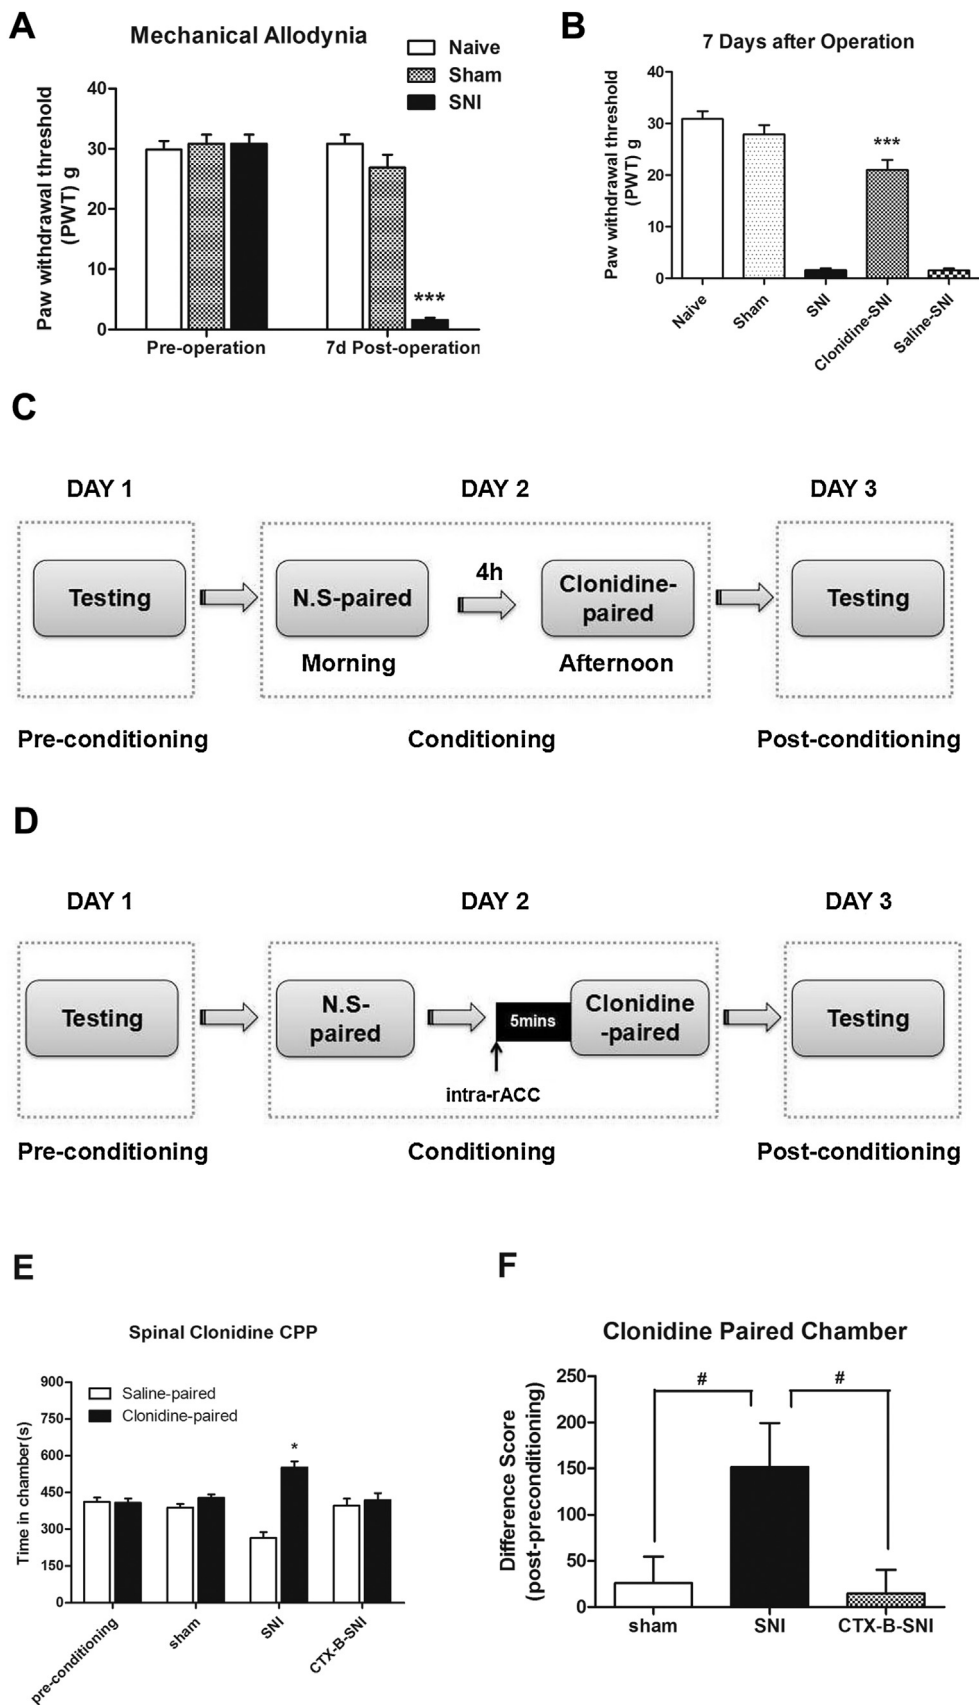 A
Mechanical Allodynia
Naive
Sham
SNI
Paw withdrawal threshold
(PWT) g
40
30
20
10
0
***
Pre-operation
7d Post-operation
B
7 Days after Operation
Paw withdrawal threshold
(PWT) g
40
30
20
10
0
***
Naive
Sham
SNI
Clonidine-SNI
Saline-SNI
C
DAY 1
DAY 2
DAY 3
Testing
N.S-paired
4h
Clonidine-
paired
Testing
Morning
Afternoon
Pre-conditioning
Conditioning
Post-conditioning
D
DAY 1
DAY 2
DAY 3
Testing
N.S-
paired
5mins
Clonidine
-paired
Testing
intra-rACC
Pre-conditioning
Conditioning
Post-conditioning
E
Spinal Clonidine CPP
Saline-paired
Clonidine-paired
Time in chamber(s)
900
750
600
450
300
150
0
*
pre-conditioning
sham
SNI
CTX-B-SNI
F
Clonidine Paired Chamber
Difference Score
(post-preconditioning)
250
200
150
100
50
0
#
#
sham
SNI
CTX-B-SNI